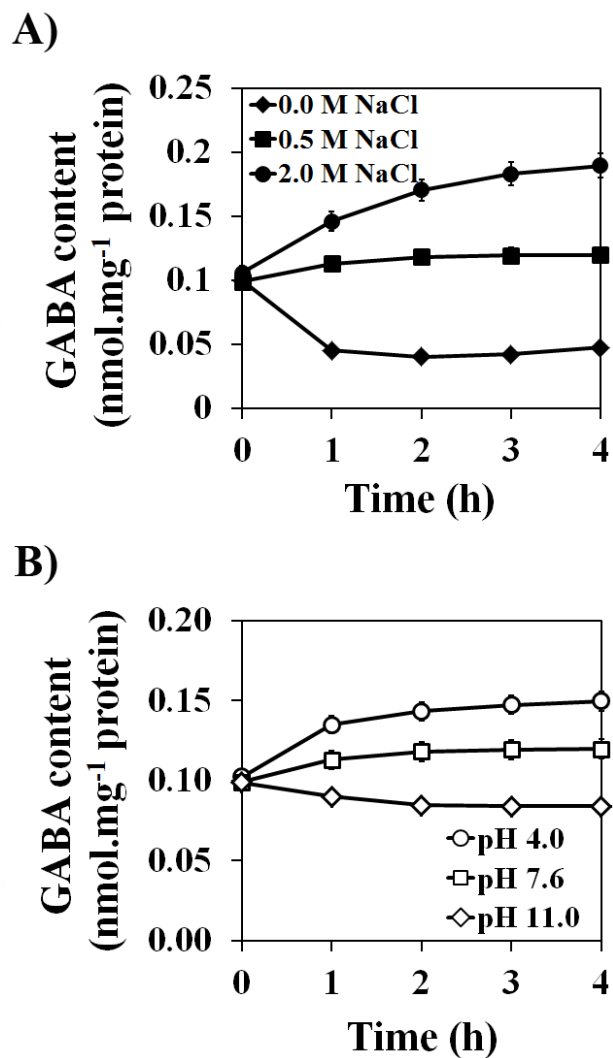 A)
GABA content
(nmol.mg⁻¹ protein)
0.25
0.2
0.15
0.1
0.05
0
0.0 M NaCl
0.5 M NaCl
2.0 M NaCl
0 1 2 3 4
Time (h)
B)
GABA content
(nmol.mg⁻¹ protein)
0.20
0.15
0.10
0.05
0.00
pH 4.0
pH 7.6
pH 11.0
0 1 2 3 4
Time (h)